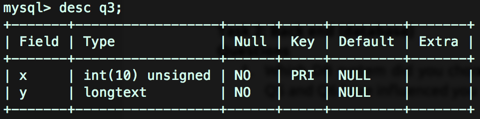 mysql> desc q3;
+-------+------------------+------+-----+---------+-------+
| Field | Type             | Null | Key | Default | Extra |
+-------+------------------+------+-----+---------+-------+
| x     | int(10) unsigned | NO   | PRI | NULL    |       |
| y     | longtext         | NO   |     | NULL    |       |
+-------+------------------+------+-----+---------+-------+